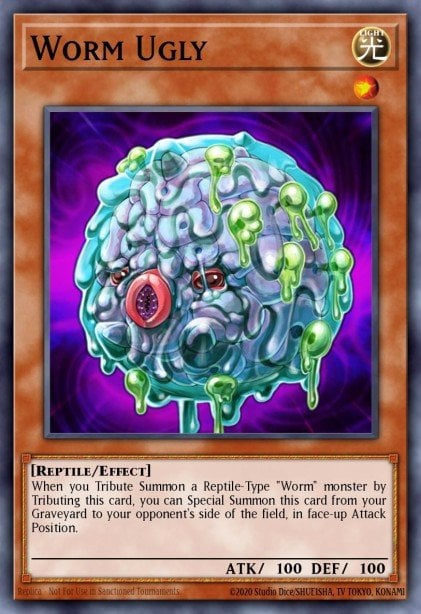 Worm Ugly
LIGHT
光
[Reptile/Effect]
When you Tribute Summon a Reptile-Type "Worm" monster by
Tributing this card, you can Special Summon this card from your
Graveyard to your opponent's side of the field, in face-up Attack
Position.
ATK/ 100 DEF/ 100
Replica - Not For Use in Sanctioned Tournaments
©2020 Studio Dice/SHUEISHA, TV TOKYO, KONAMI